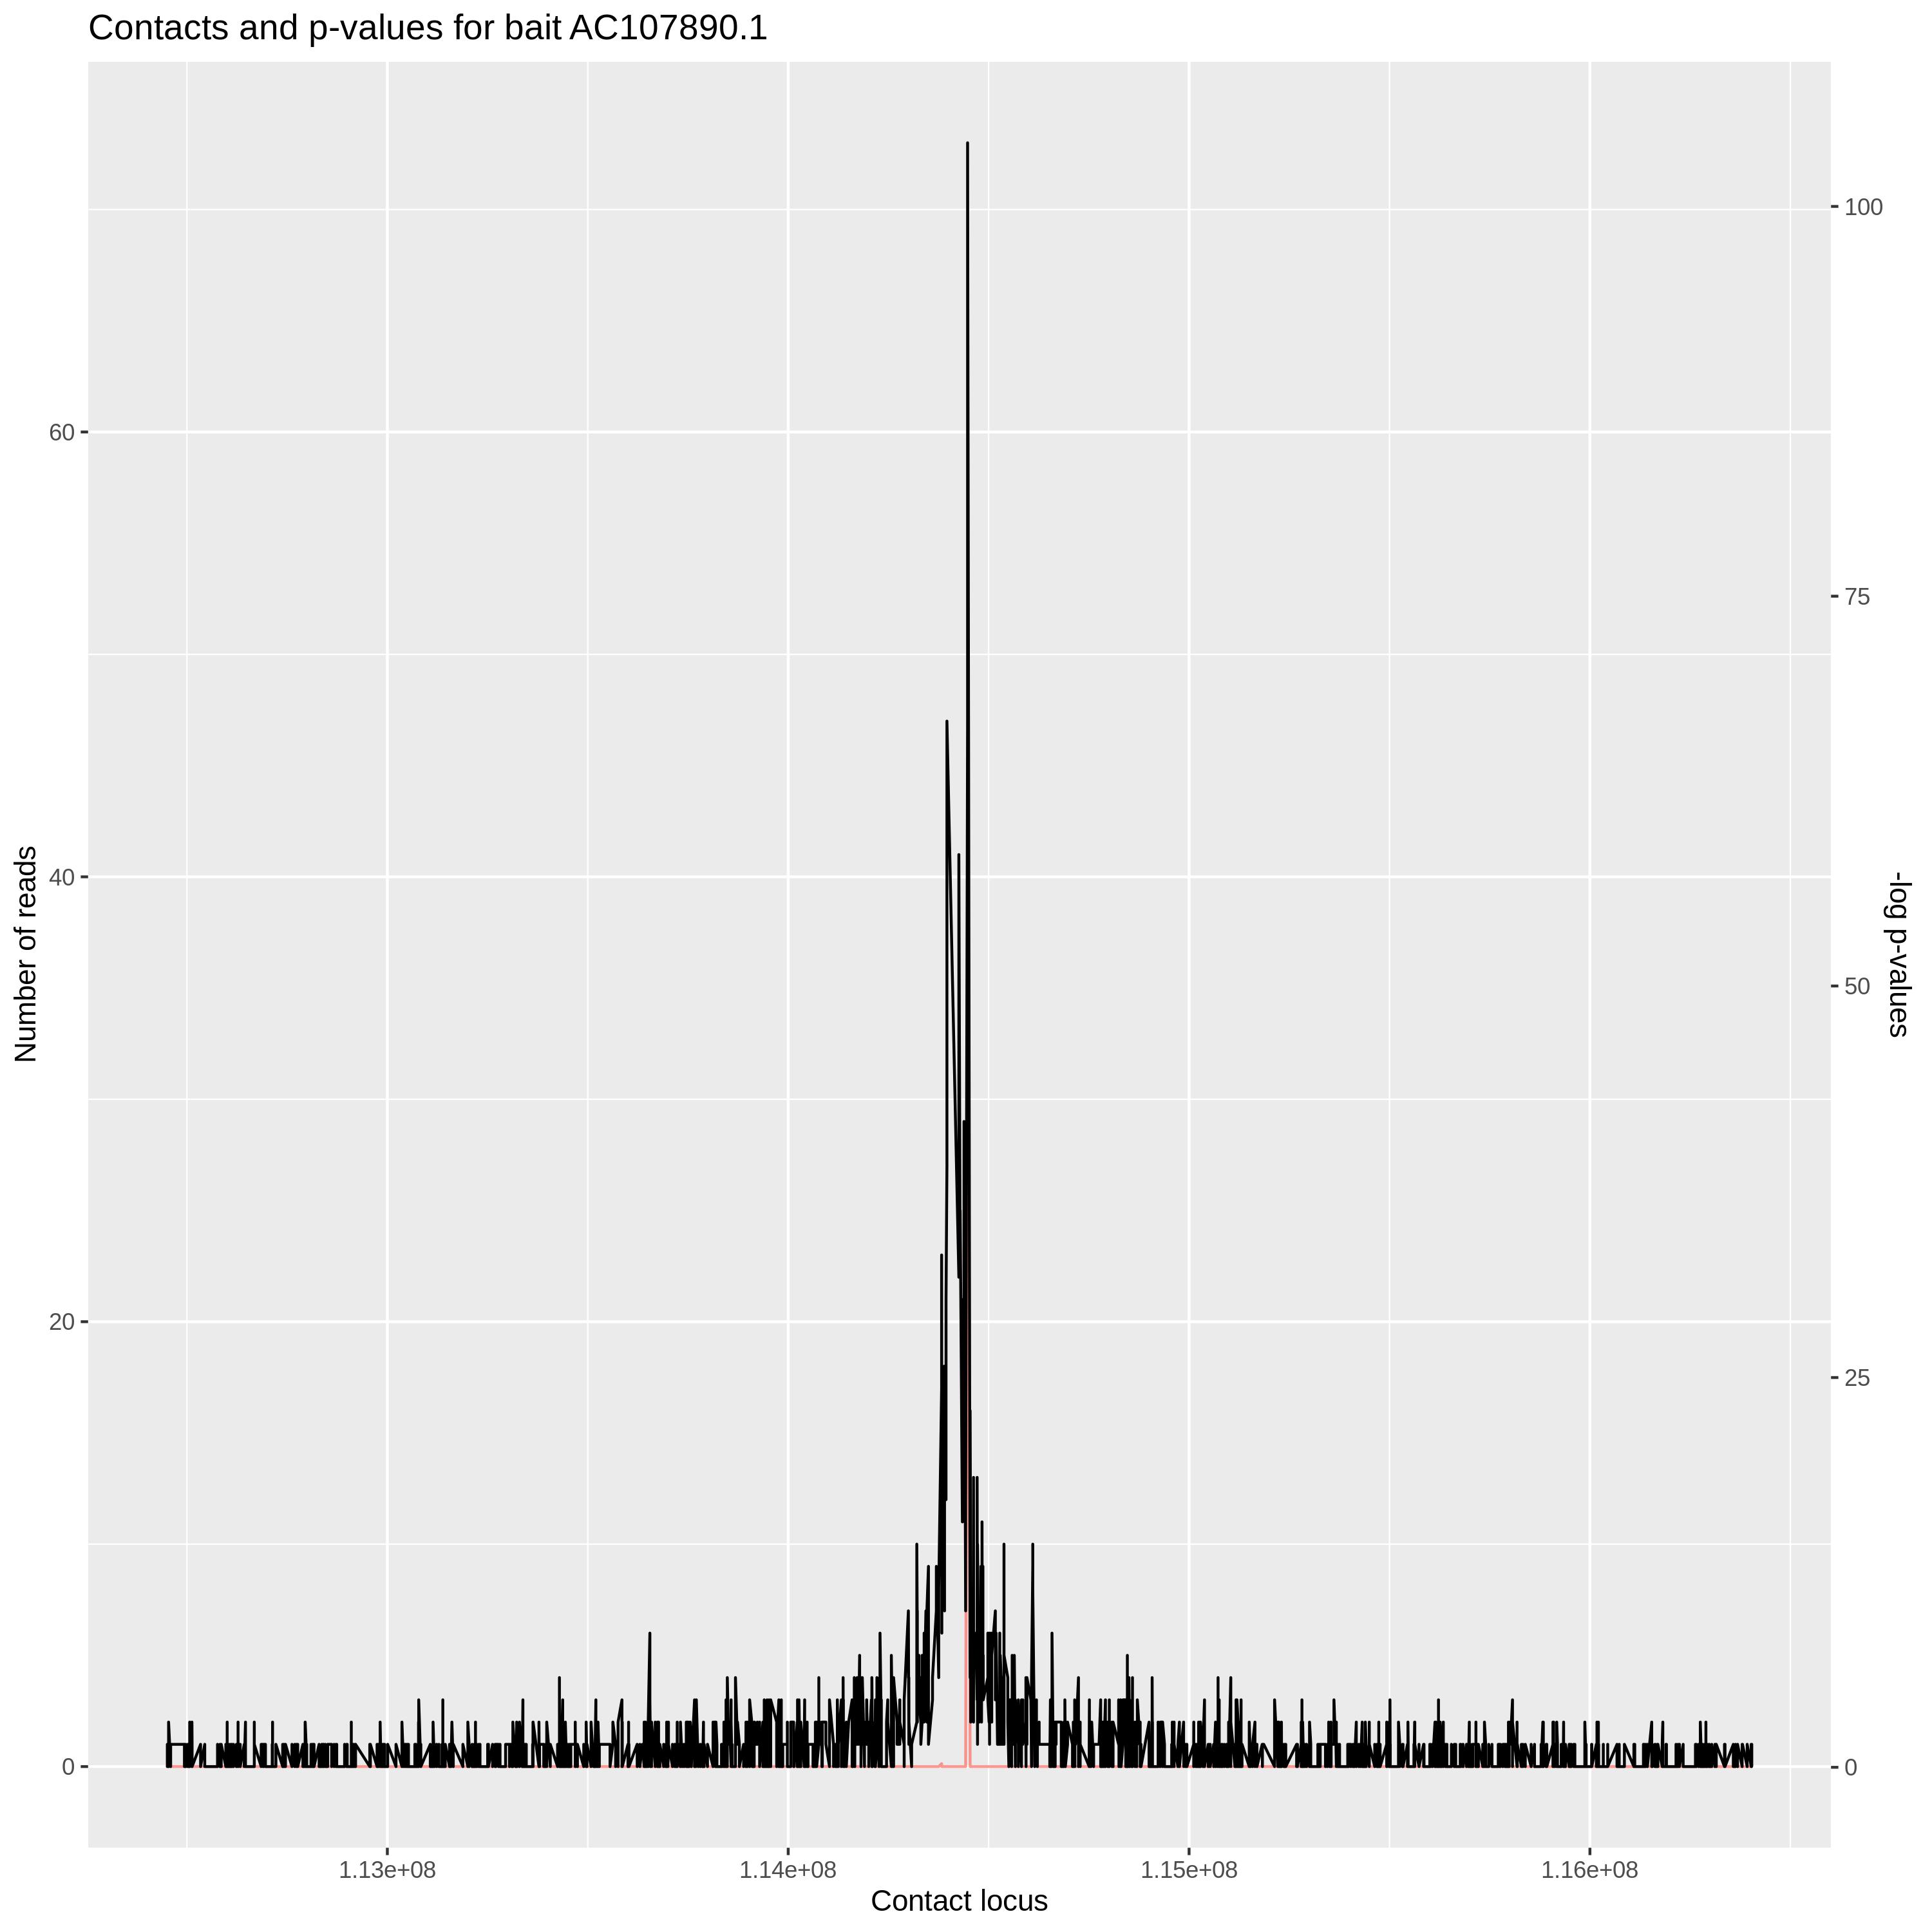 Contacts and p-values for bait AC107890.1
Number of reads
60
40
20
0
100
75
50
25
0
-log p-values
1.13e+08
1.14e+08
1.15e+08
1.16e+08
Contact locus